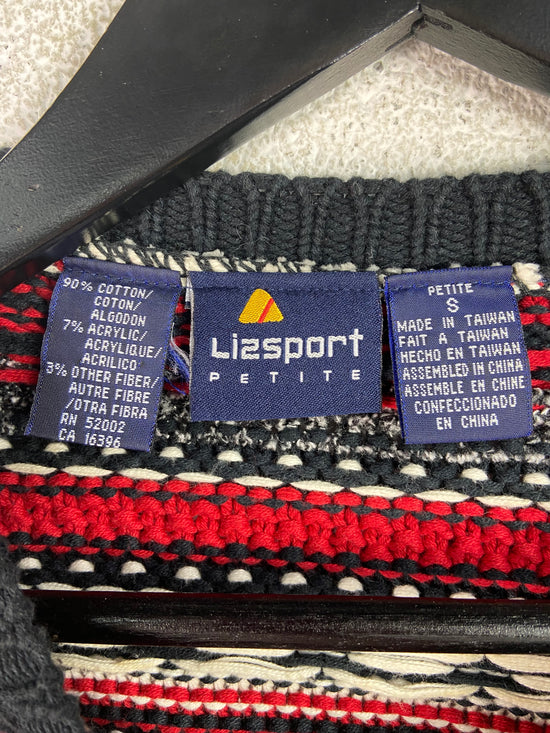 90% COTTON/
COTON/
ALGODON
7% ACRYLIC/
ACRYLIQUE/
ACRILICO
3% OTHER FIBER/
AUTRE FIBRE
/OTRA FIBRA
RN 52002
CA 16396
Lizsport
PETITE
PETITE
S
MADE IN TAIWAN
FAIT A TAIWAN
HECHO EN TAIWAN
ASSEMBLED IN CHINA
ASSEMBLE EN CHINE
CONFECCIONADO
EN CHINA